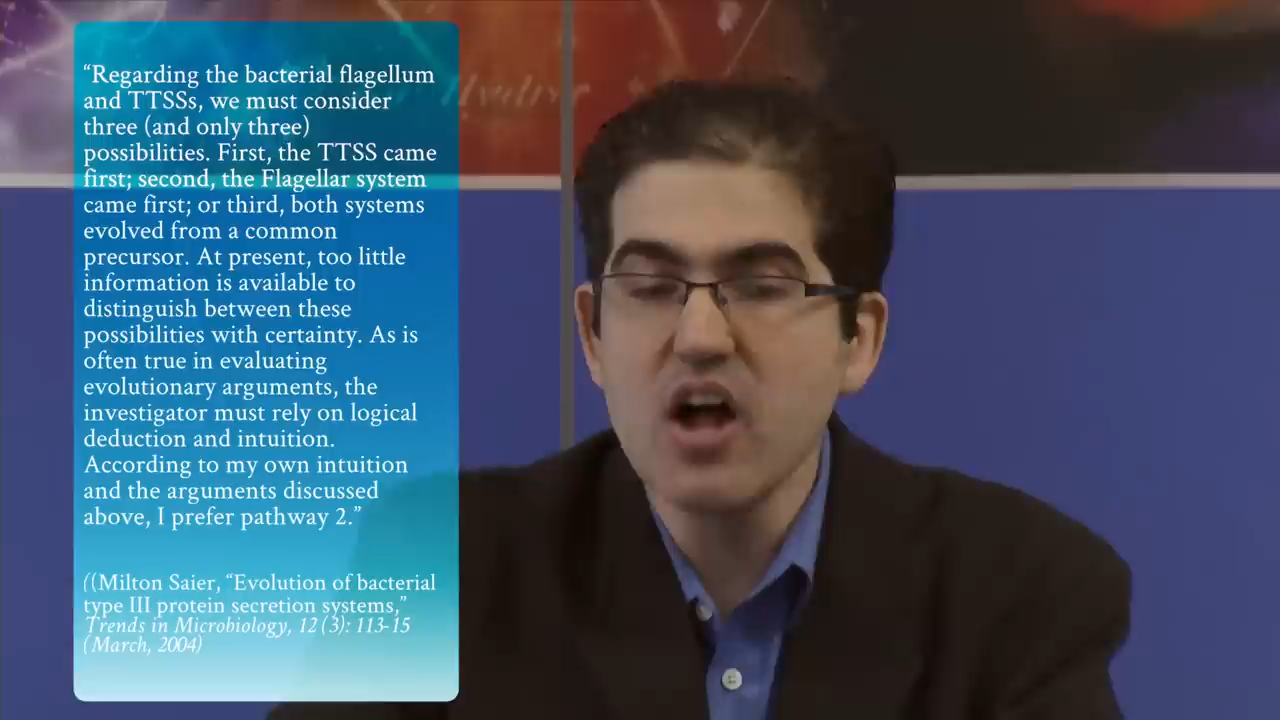 “Regarding the bacterial flagellum
and TTSSs, we must consider
three (and only three)
possibilities. First, the TTSS came
first; second, the Flagellar system
came first; or third, both systems
evolved from a common
precursor. At present, too little
information is available to
distinguish between these
possibilities with certainty. As is
often true in evaluating
evolutionary arguments, the
investigator must rely on logical
deduction and intuition.
According to my own intuition
and the arguments discussed
above, I prefer pathway 2.”
((Milton Saier, “Evolution of bacterial
type III protein secretion systems,”
Trends in Microbiology, 12 (3): 113-15
(March, 2004)